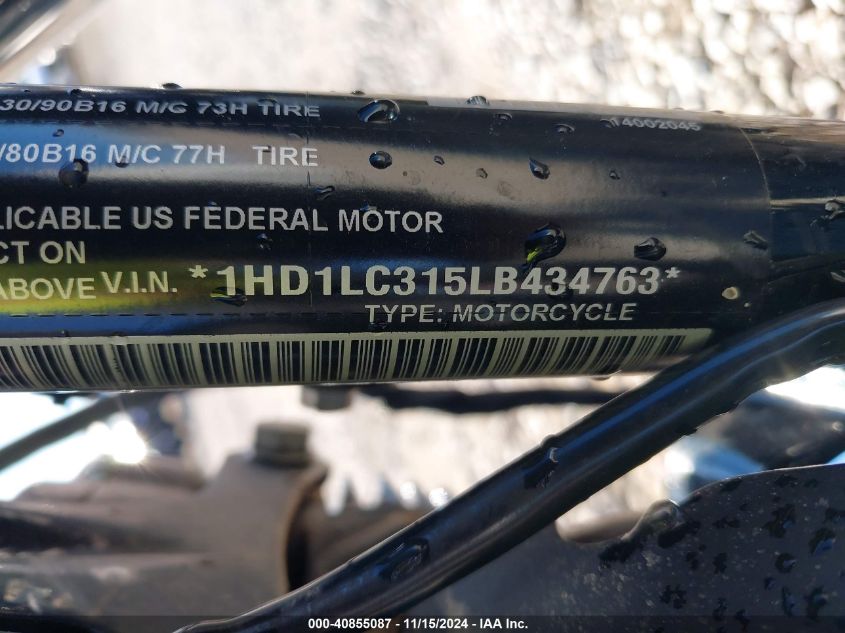 30/90B16 M/C 73H TIRE
14002045
/80B16 M/C 77H TIRE
LICABLE US FEDERAL MOTOR
CT ON
ABOVE V.I.N. *1HD1LC315LB434763*
TYPE: MOTORCYCLE
000-40855087 - 11/15/2024 - IAA Inc.